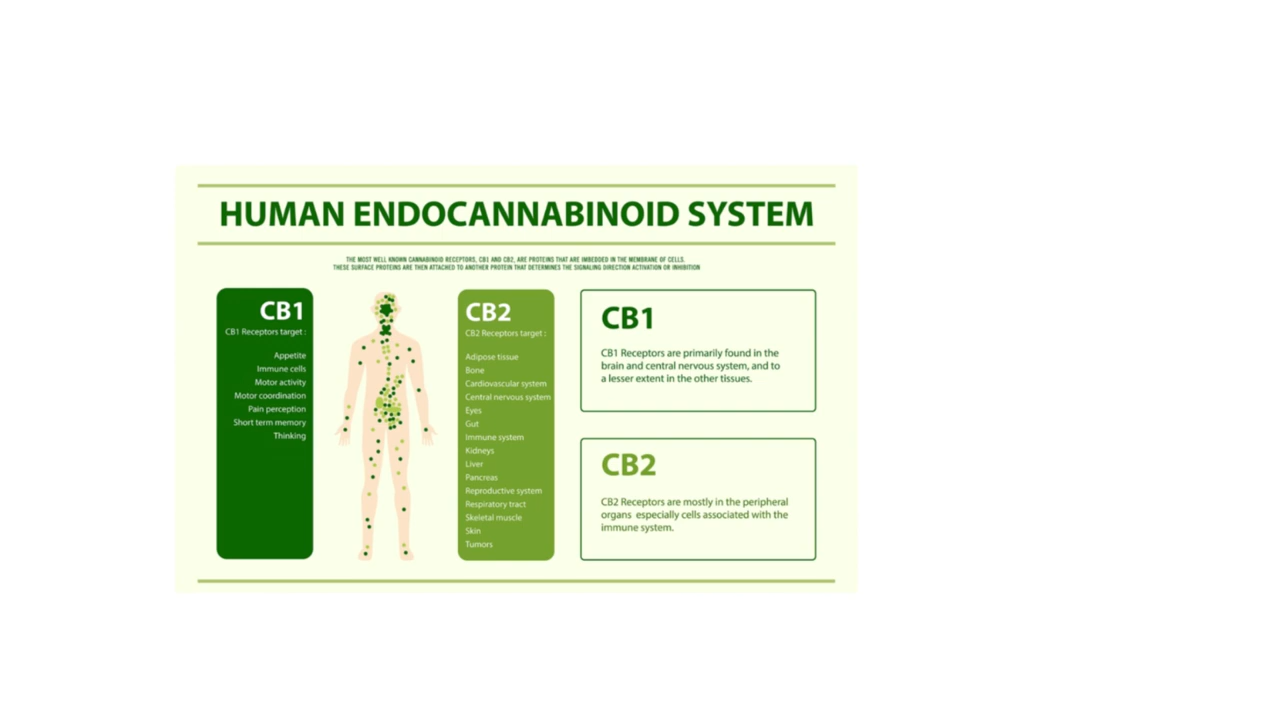 HUMAN ENDOCANNABINOID SYSTEM
THE MOST WELL KNOWN CANNABINOID RECEPTORS, CB1 AND CB2, ARE PROTEINS THAT ARE IMBEDDED IN THE MEMBRANE OF CELLS.
THESE SURFACE PROTEINS ARE THEN ATTACHED TO ANOTHER PROTEIN THAT DETERMINES THE SIGNALING DIRECTION ACTIVATION OR INHIBITION
CB1
CB1 Receptors target :
Appetite
Immune cells
Motor activity
Motor coordination
Pain perception
Short term memory
Thinking
CB2
CB2 Receptors target :
Adipose tissue
Bone
Cardiovascular system
Central nervous system
Eyes
Gut
Immune system
Kidneys
Liver
Pancreas
Reproductive system
Respiratory tract
Skeletal muscle
Skin
Tumors
CB1
CB1 Receptors are primarily found in the
brain and central nervous system, and to
a lesser extent in the other tissues.
CB2
CB2 Receptors are mostly in the peripheral
organs especially cells associated with the
immune system.